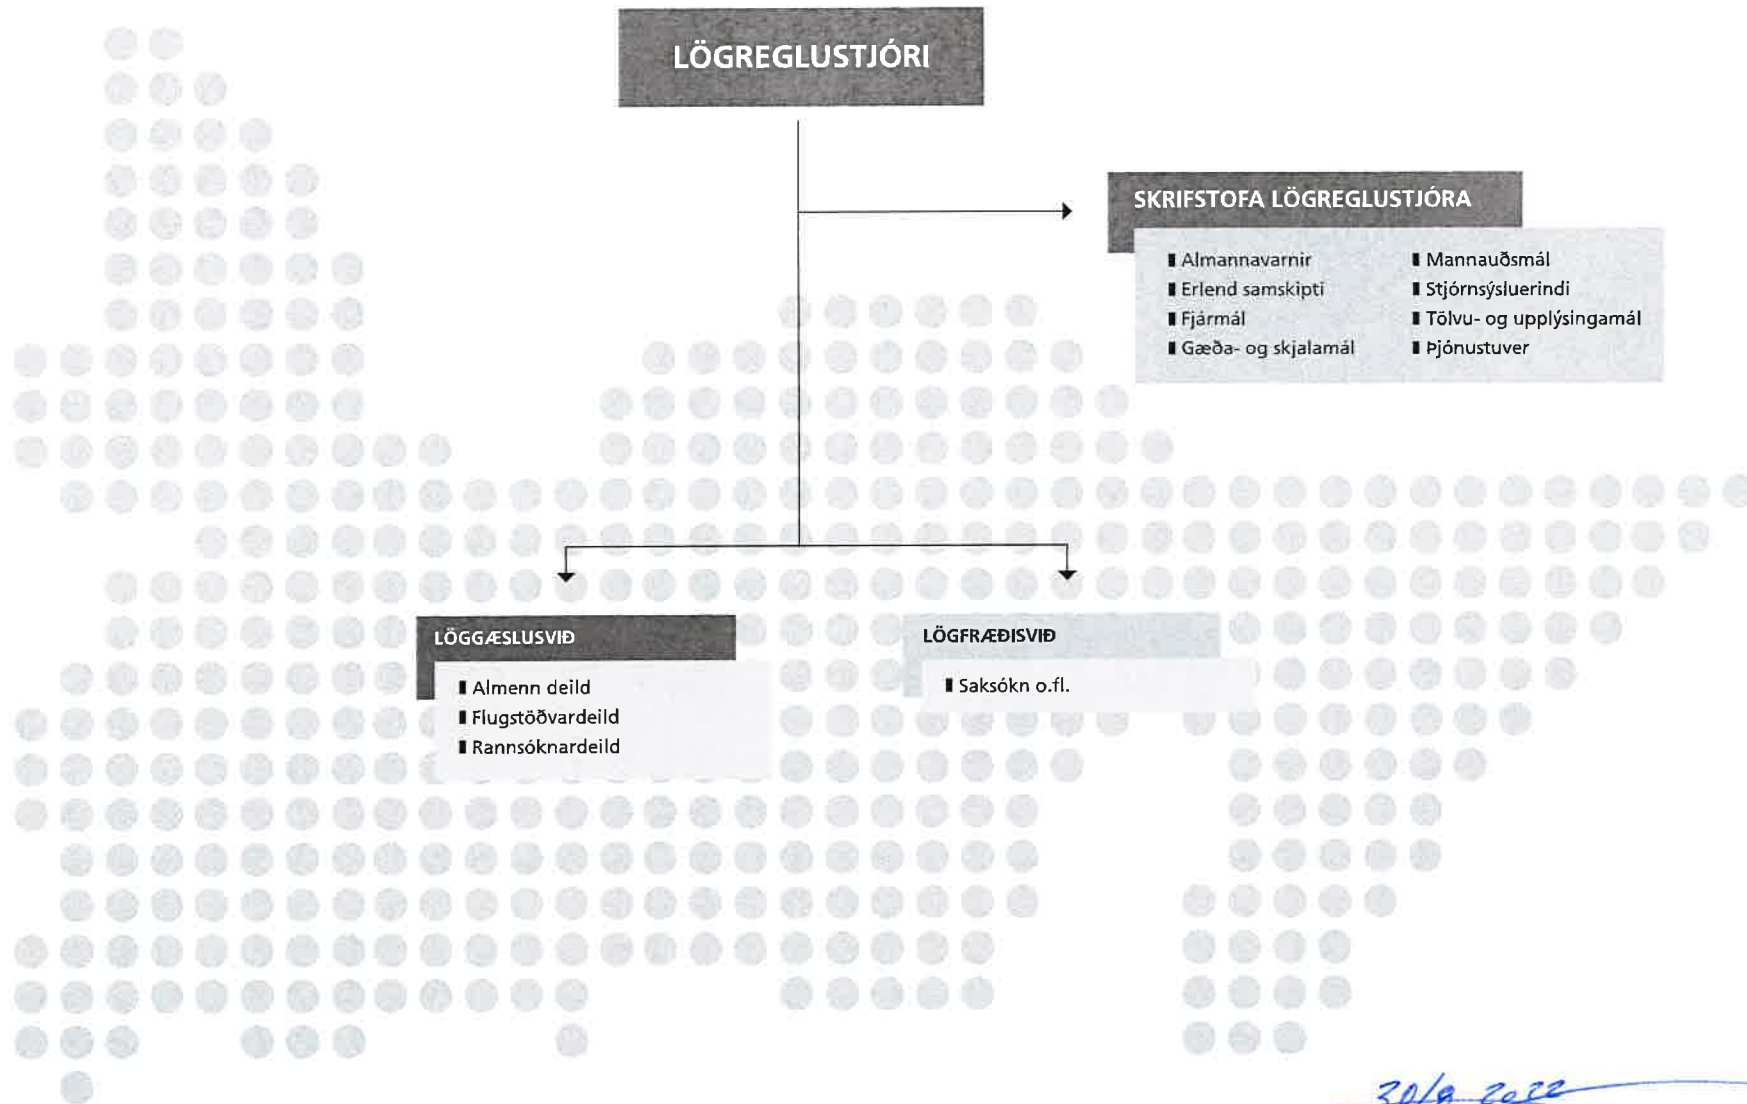 LÖGREGLUSTJÓRI
SKRIFSTOFA LÖGREGLUSTJÓRA
Almannavarnir
Erlend samskipti
Fjármál
Gæða- og skjalamál
Mannauðsmál
Stjórnsýsluerindi
Tölvu- og upplýsingamál
Þjónustuver
LÖGGÆSLUSVIÐ
Almenn deild
Flugstöðvardeild
Rannsóknardeild
LÖGFRÆÐISVIÐ
Saksókn o.fl.
2022